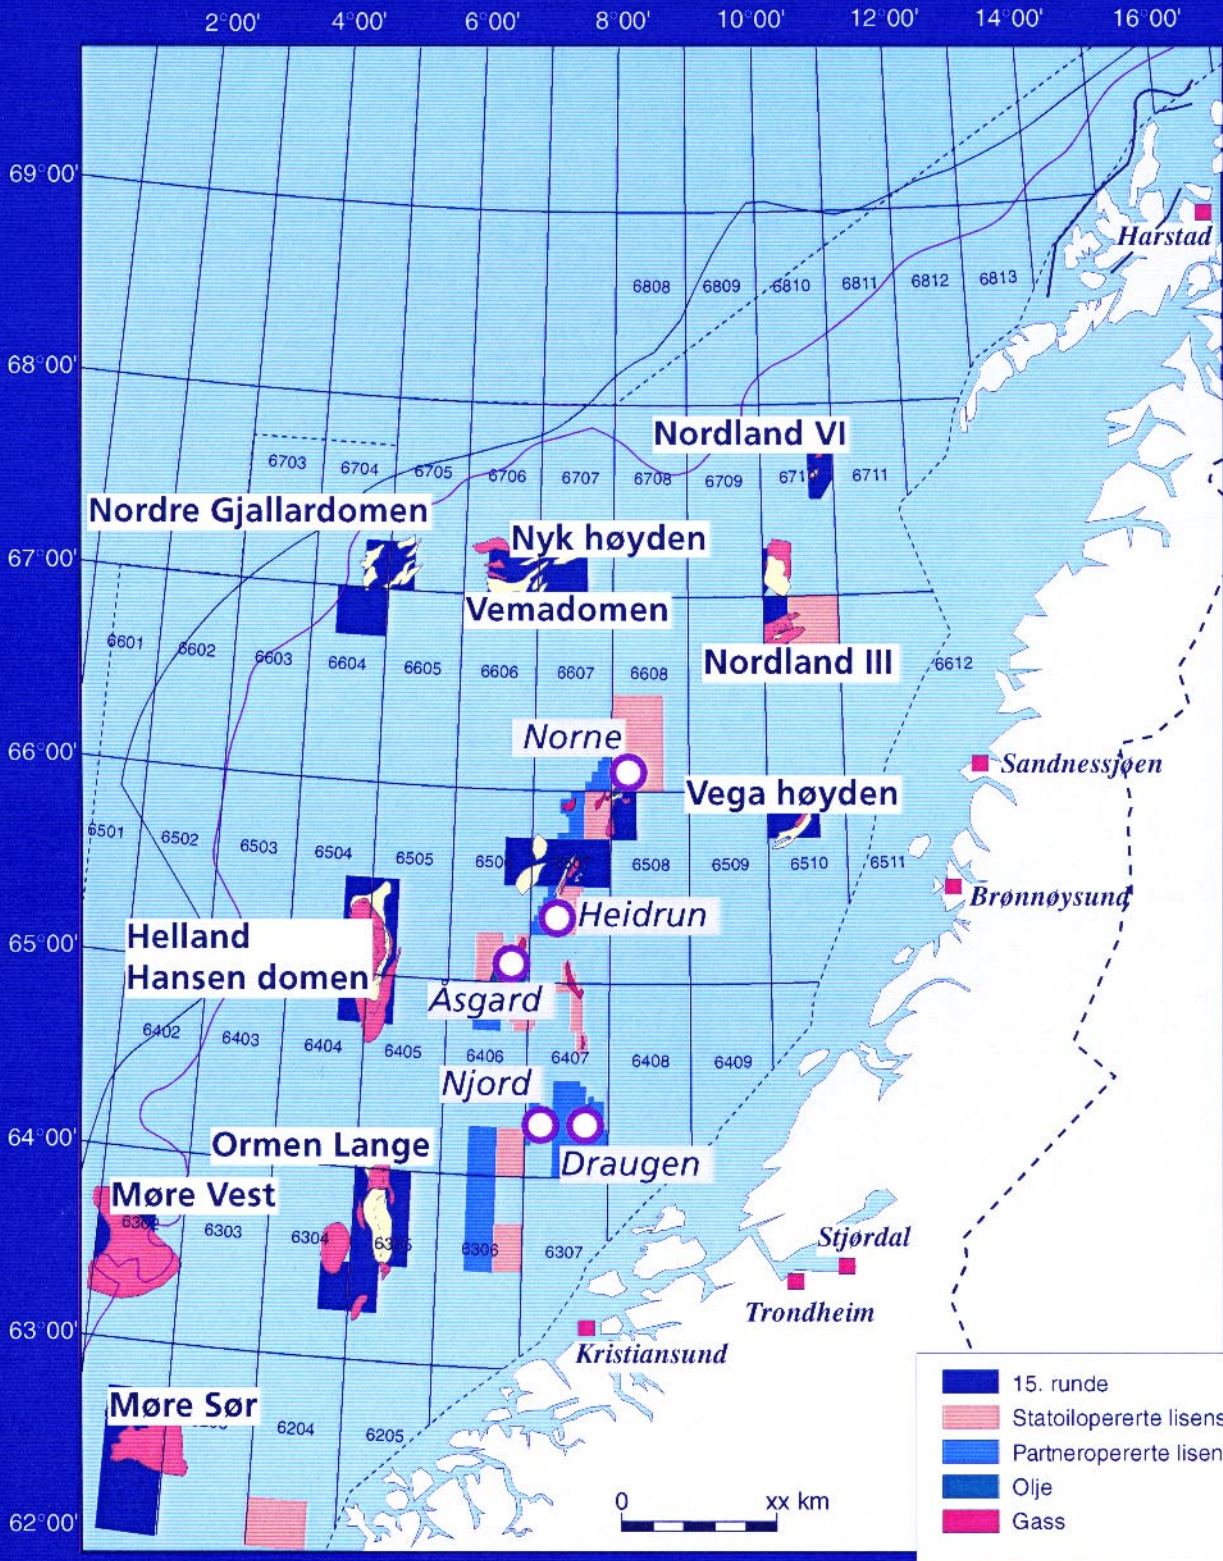 2°00' 4°00' 6°00' 8°00' 10°00' 12°00' 14°00' 16°00'
69°00'
Harstad
6808 6809 6810 6811 6812 6813
68°00'
Nordland VI
6703 6704 6705 6706 6707 6708 6709 6711
Nordre Gjallardomen
Nyk høyden
67°00'
Vemadomen
6601 6602 6603 6604 6605 6606 6607 6608 6612
Nordland III
Norne
66°00'
Sandnessjøen
Vega høyden
6501 6502 6503 6504 6505 6508 6509 6510 6511
Brønnøysund
Heidrun
65°00'
Helland
Hansen domen
Åsgard
6402 6403 6404 6405 6406 6407 6408 6409
Njord
64°00'
Ormen Lange
Draugen
Møre Vest
6302 6303 6304 6305 6306 6307
Stjørdal
Trondheim
63°00'
Kristiansund
Møre Sør
6204 6205
62°00'
0 xx km
15. runde
Statoilopererte lisens
Partneropererte lisen
Olje
Gass